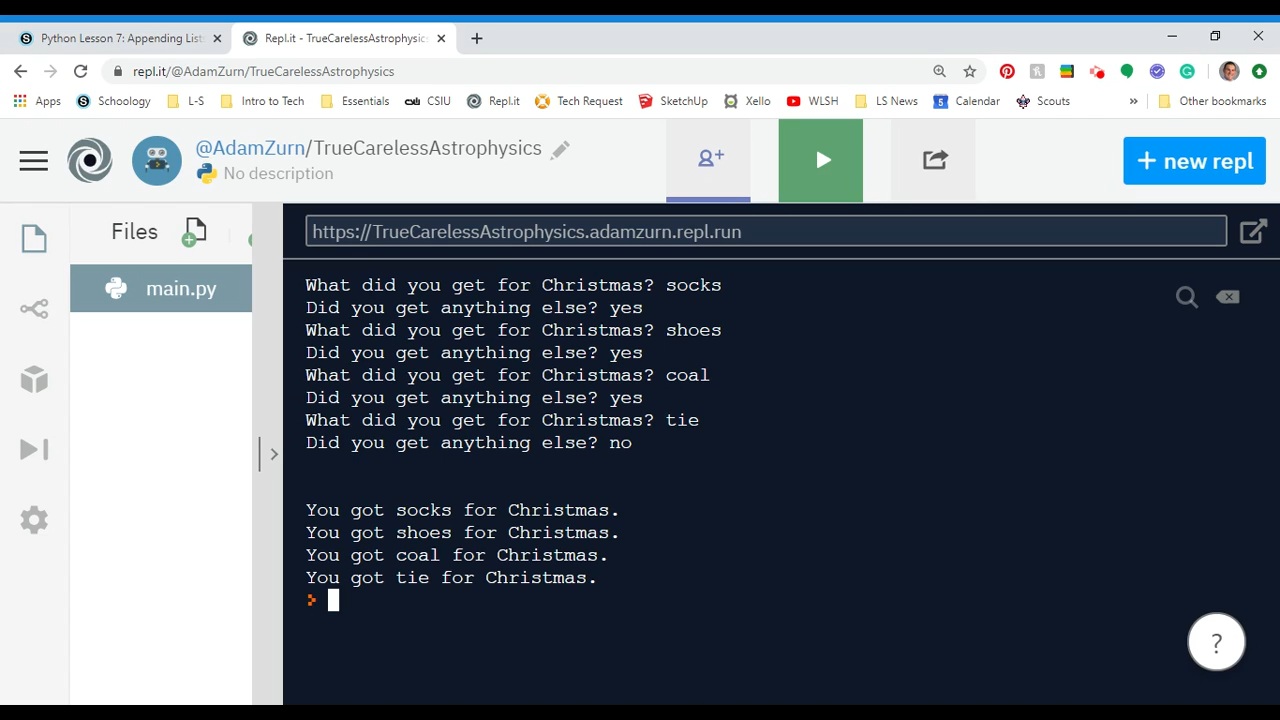 Python Lesson 7: Appending List
Repl.it - TrueCarelessAstrophysic
repl.it/@AdamZurn/TrueCarelessAstrophysics
Apps Schoology L-S Intro to Tech Essentials CSIU Repl.it Tech Request SketchUp Xello WLSH LS News 5 Calendar Scouts » Other bookmarks
@AdamZurn/TrueCarelessAstrophysics
No description
+ new repl
Files
main.py
https://TrueCarelessAstrophysics.adamzurn.repl.run
What did you get for Christmas? socks
Did you get anything else? yes
What did you get for Christmas? shoes
Did you get anything else? yes
What did you get for Christmas? coal
Did you get anything else? yes
What did you get for Christmas? tie
Did you get anything else? no
You got socks for Christmas.
You got shoes for Christmas.
You got coal for Christmas.
You got tie for Christmas.
>
?